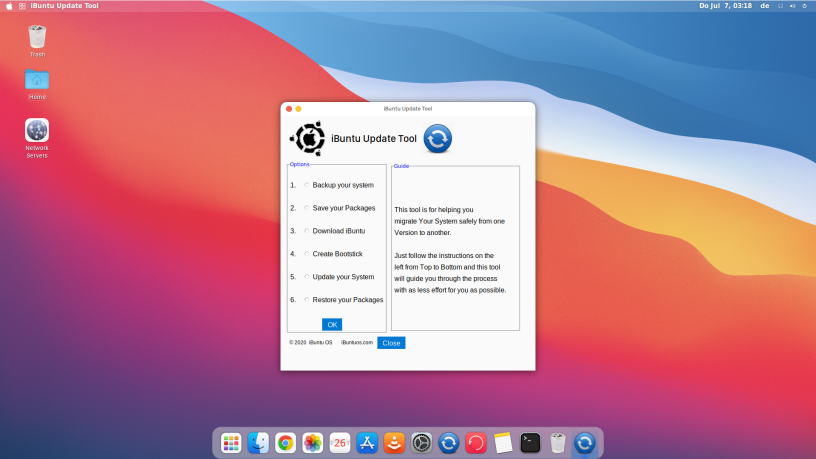 iBuntu Update Tool
Do Jul 7, 03:18 de
Trash
Home
Network
Servers
iBuntu Update Tool
iBuntu Update Tool
Options
1. Backup your system
2. Save your Packages
3. Download iBuntu
4. Create Bootstick
5. Update your System
6. Restore your Packages
OK
Guide
This tool is for helping you
migrate Your System safely from one
Version to another.
Just follow the instructions on the
left from Top to Bottom and this tool
will guide you through the process
with as less effort for you as possible.
© 2020 iBuntu OS iBuntuos.com Close
26
>_